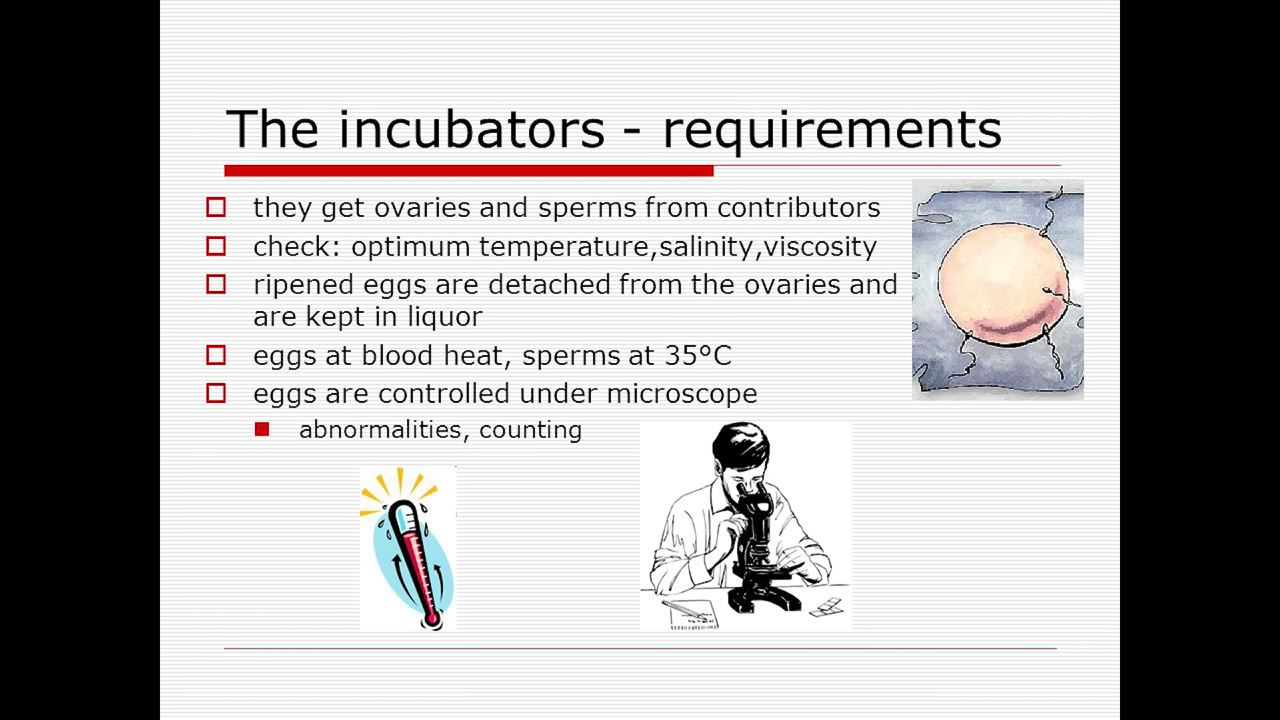 The incubators - requirements
they get ovaries and sperms from contributors
check: optimum temperature,salinity,viscosity
ripened eggs are detached from the ovaries and
are kept in liquor
eggs at blood heat, sperms at 35°C
eggs are controlled under microscope
abnormalities, counting